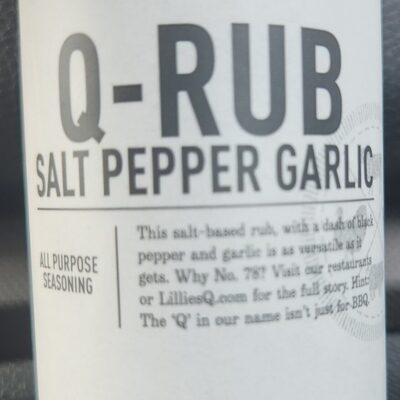 Q-RUB
SALT PEPPER GARLIC
ALL PURPOSE
SEASONING
This salt-based rub, with a dash of black
pepper and garlic is as versatile as it
gets. Why No. 78? Visit our restaurants
or LilliesQ.com for the full story. Hint:
The 'Q' in our name isn't just for BBQ.